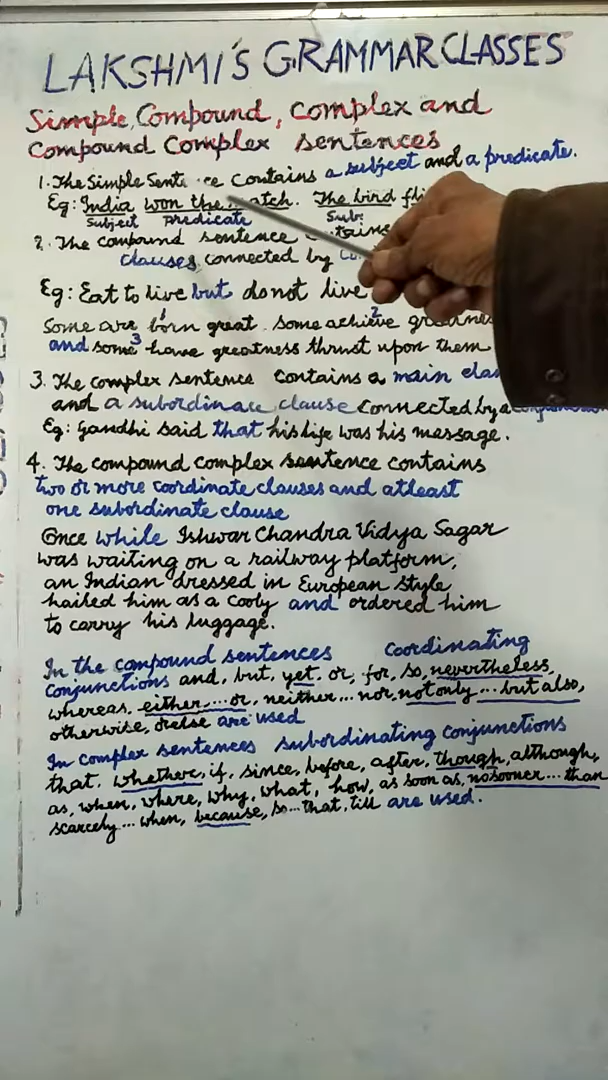 LAKSHMI'S GRAMMAR CLASSES
Simple, Compound, complex and
Compound Complex sentences
1. The Simple Sent ce contains a subject and a predicate.
Eg: India won the atch. The bird fli
Subject Predicate Sub
2. The compound sentence tains
clauses connected by
Eg: Eat to live but do not live
Some are born great. Some achieve greatnes
1 2
and some have greatness thrust upon them
3
3. The complex sentence contains a main cla
and a subordinate clause connected by a conjunction
Eg: Gandhi said that his life was his message.
4. The compound complex sentence contains
two or more coordinate clauses and atleast
one subordinate clause
Once while Ishwar Chandra Vidya Sagar
was waiting on a railway platform,
an Indian dressed in European style
hailed him as a cooly and ordered him
to carry his luggage.
In the compound sentences coordinating
conjunctions and, but, yet, or, for, so, nevertheless,
whereas, either... or, neither... nor, not only... but also,
otherwise, orelse are used
In complex sentences subordinating conjunctions
that, whether, if, since, before, after, though, although,
as, when, where, why, what, how, as soon as, nosooner... than
scarcely... when, because, so... that, till are used.